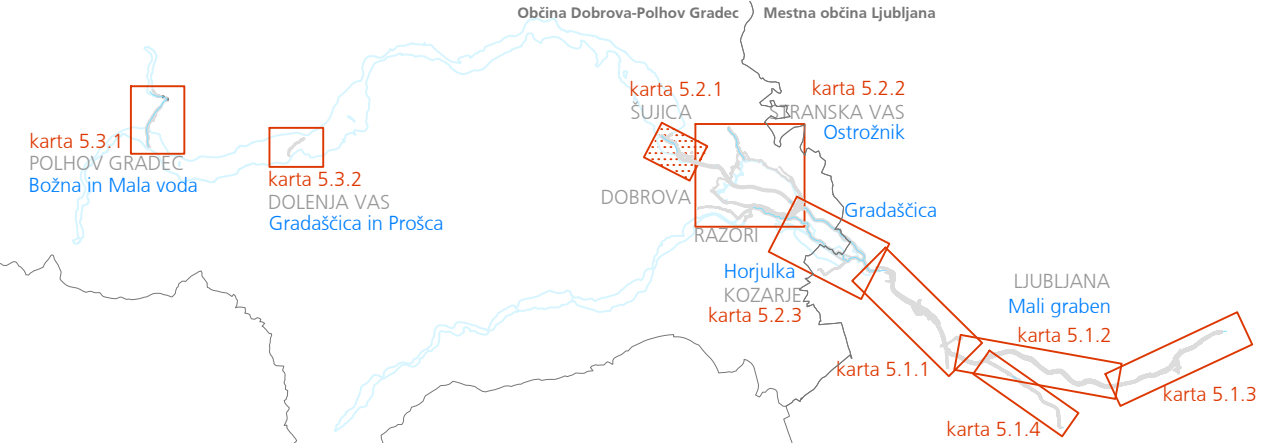 Občina Dobrova-Polhov Gradec
Mestna občina Ljubljana
karta 5.2.1
ŠUJICA
karta 5.2.2
STRANSKA VAS
Ostrožnik
karta 5.3.1
POLHOV GRADEC
Božna in Mala voda
karta 5.3.2
DOLENJA VAS
Gradaščica in Prošca
DOBROVA
RAZORI
Gradaščica
Horjulka
KOZARJE
karta 5.2.3
LJUBLJANA
Mali graben
karta 5.1.2
karta 5.1.1
karta 5.1.3
karta 5.1.4